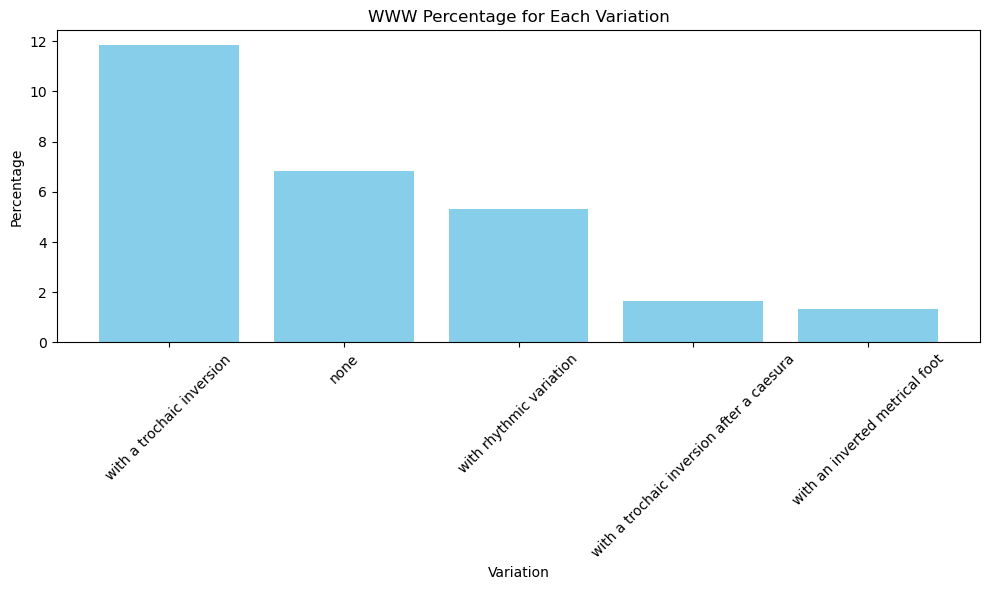 WWW Percentage for Each Variation
Percentage
12
10
8
6
4
2
0
with a trochaic inversion
none
with rhythmic variation
with a trochaic inversion after a caesura
with an inverted metrical foot
Variation